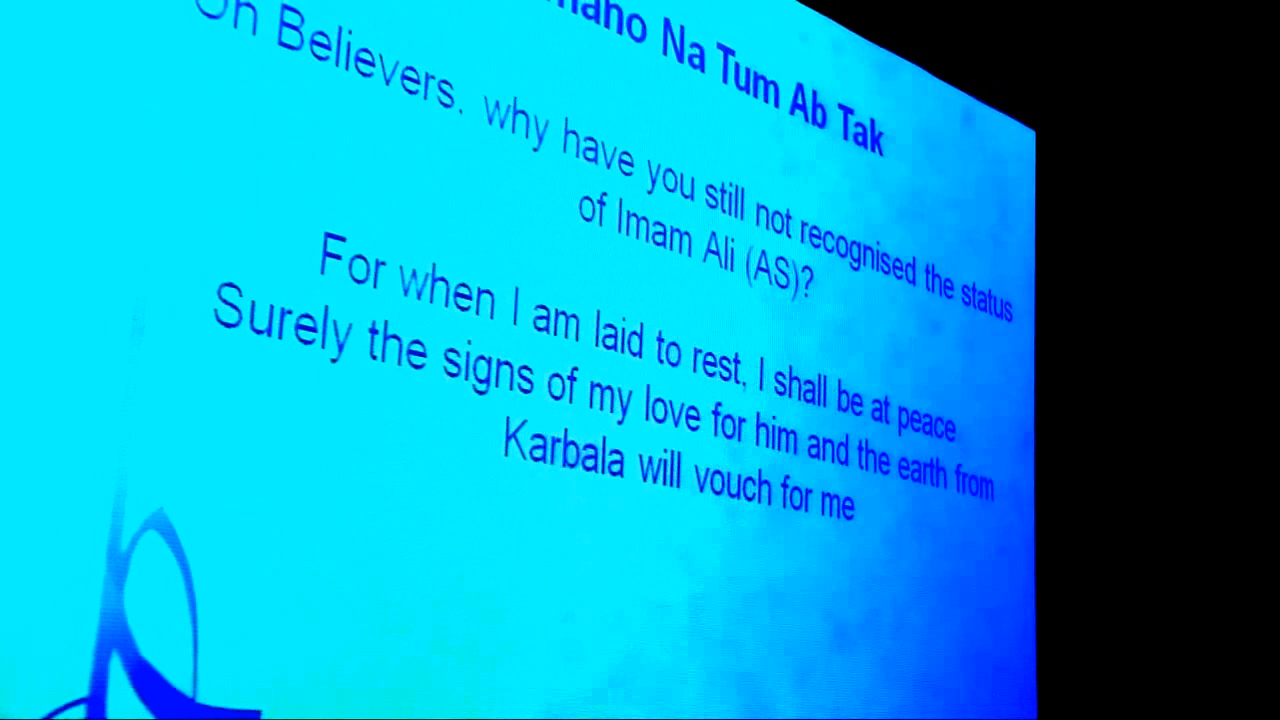 Na Tum Ab Tak
Oh Believers. why have you still not recognised the status
of Imam Ali (AS)?
For when I am laid to rest, I shall be at peace
Surely the signs of my love for him and the earth from
Karbala will vouch for me